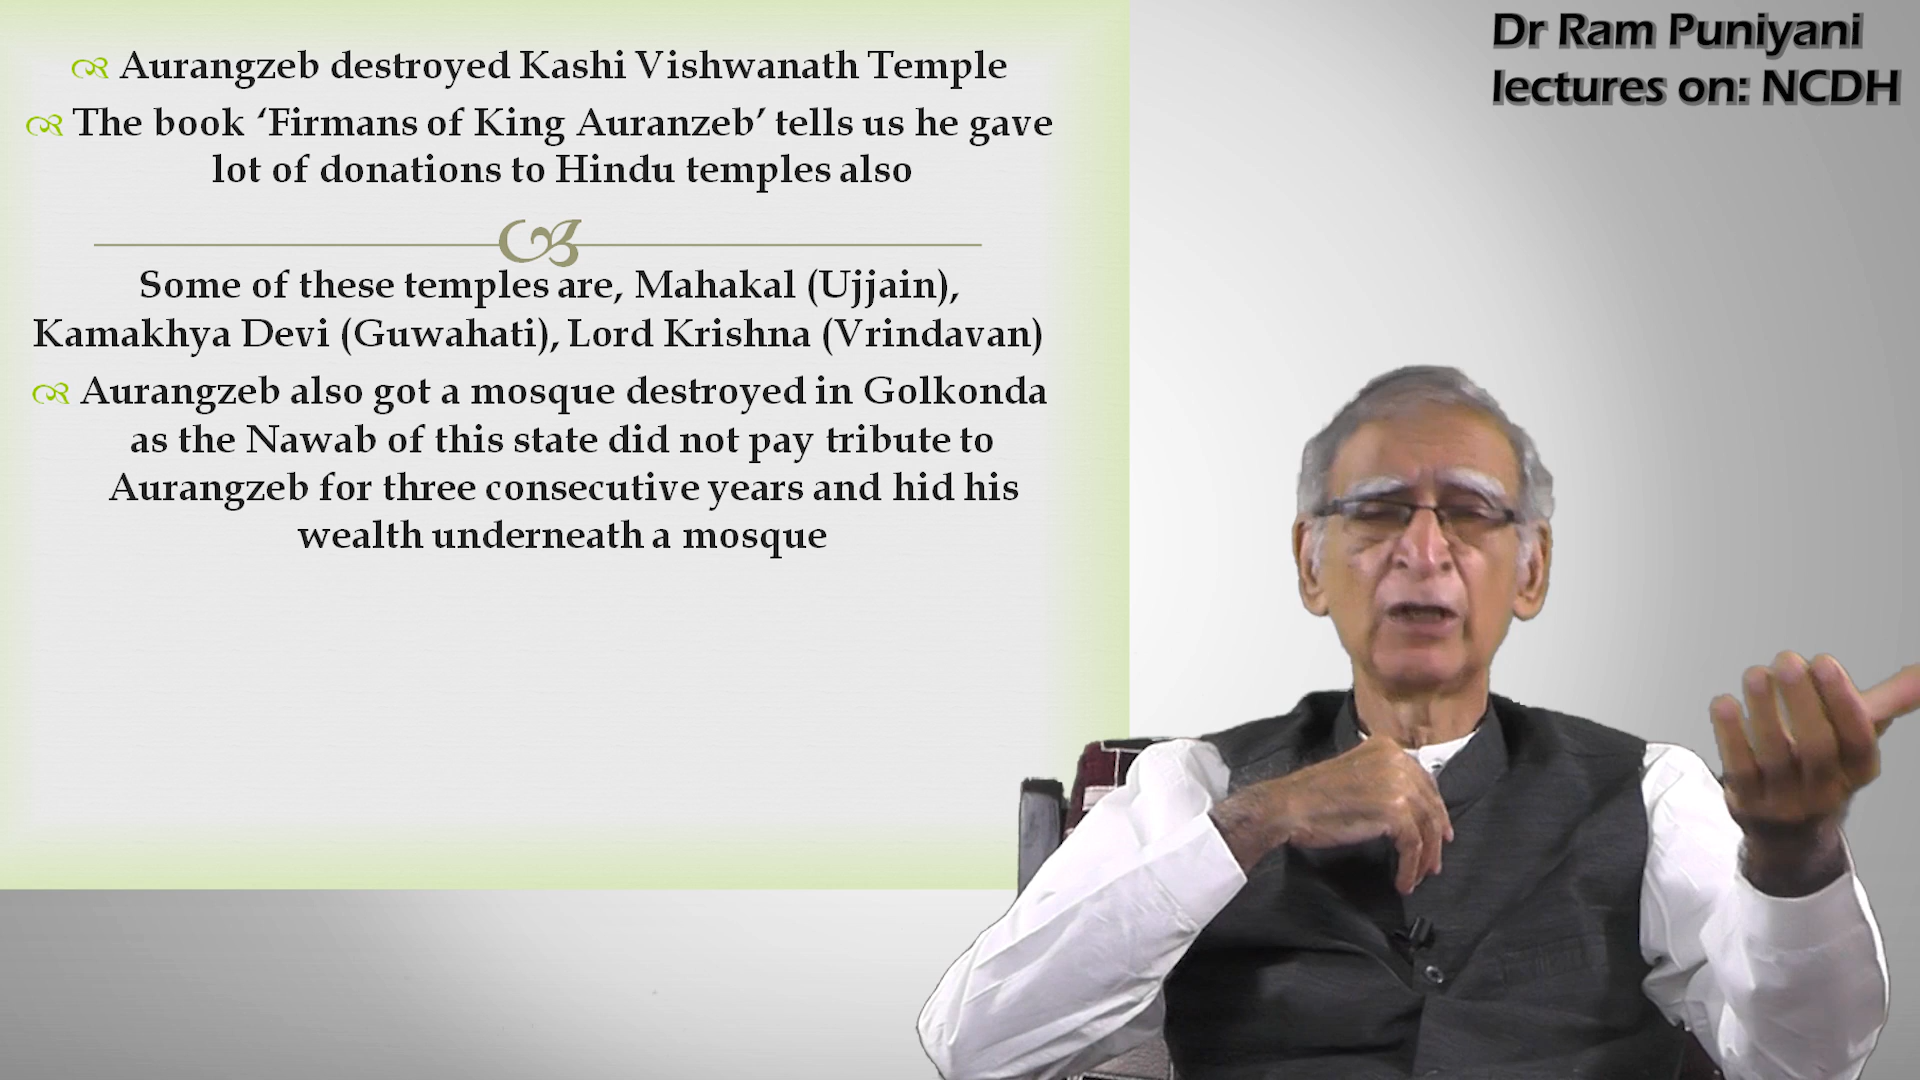 Dr Ram Puniyani
lectures on: NCDH
Aurangzeb destroyed Kashi Vishwanath Temple
The book ‘Firmans of King Auranzeb’ tells us he gave
lot of donations to Hindu temples also
Some of these temples are, Mahakal (Ujjain),
Kamakhya Devi (Guwahati), Lord Krishna (Vrindavan)
Aurangzeb also got a mosque destroyed in Golkonda
as the Nawab of this state did not pay tribute to
Aurangzeb for three consecutive years and hid his
wealth underneath a mosque